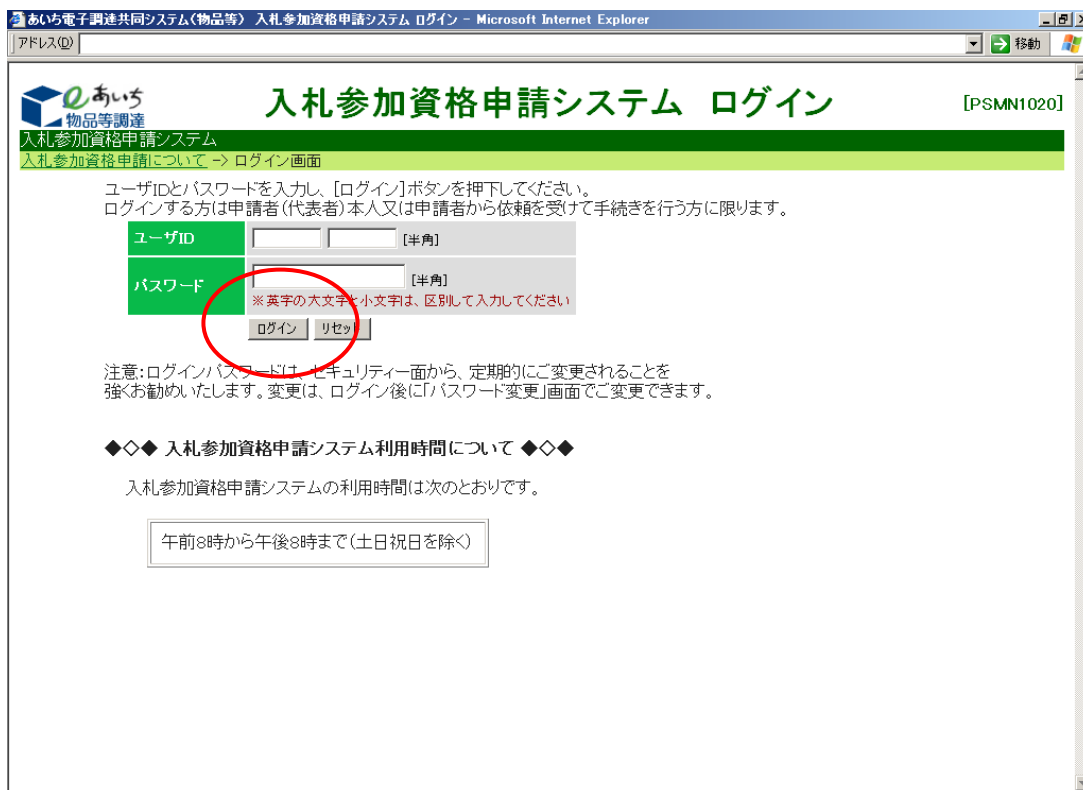 あいち電子調達共同システム(物品等) 入札参加資格申請システム ログイン - Microsoft Internet Explorer
アドレス(D)
移動
eあいち
物品等調達
入札参加資格申請システム ログイン
[PSMN1020]
入札参加資格申請システム
入札参加資格申請について -> ログイン画面
ユーザIDとパスワードを入力し、[ログイン]ボタンを押下してください。
ログインする方は申請者(代表者)本人又は申請者から依頼を受けて手続きを行う方に限ります。
ユーザID [半角]
パスワード [半角]
※英字の大文字と小文字は、区別して入力してください
ログイン リセット
注意:ログインパスワードは、セキュリティー面から、定期的にご変更されることを
強くお勧めいたします。変更は、ログイン後に「パスワード変更」画面でご変更できます。
◆◇◆ 入札参加資格申請システム利用時間について ◆◇◆
入札参加資格申請システムの利用時間は次のとおりです。
午前8時から午後8時まで(土日祝日を除く)